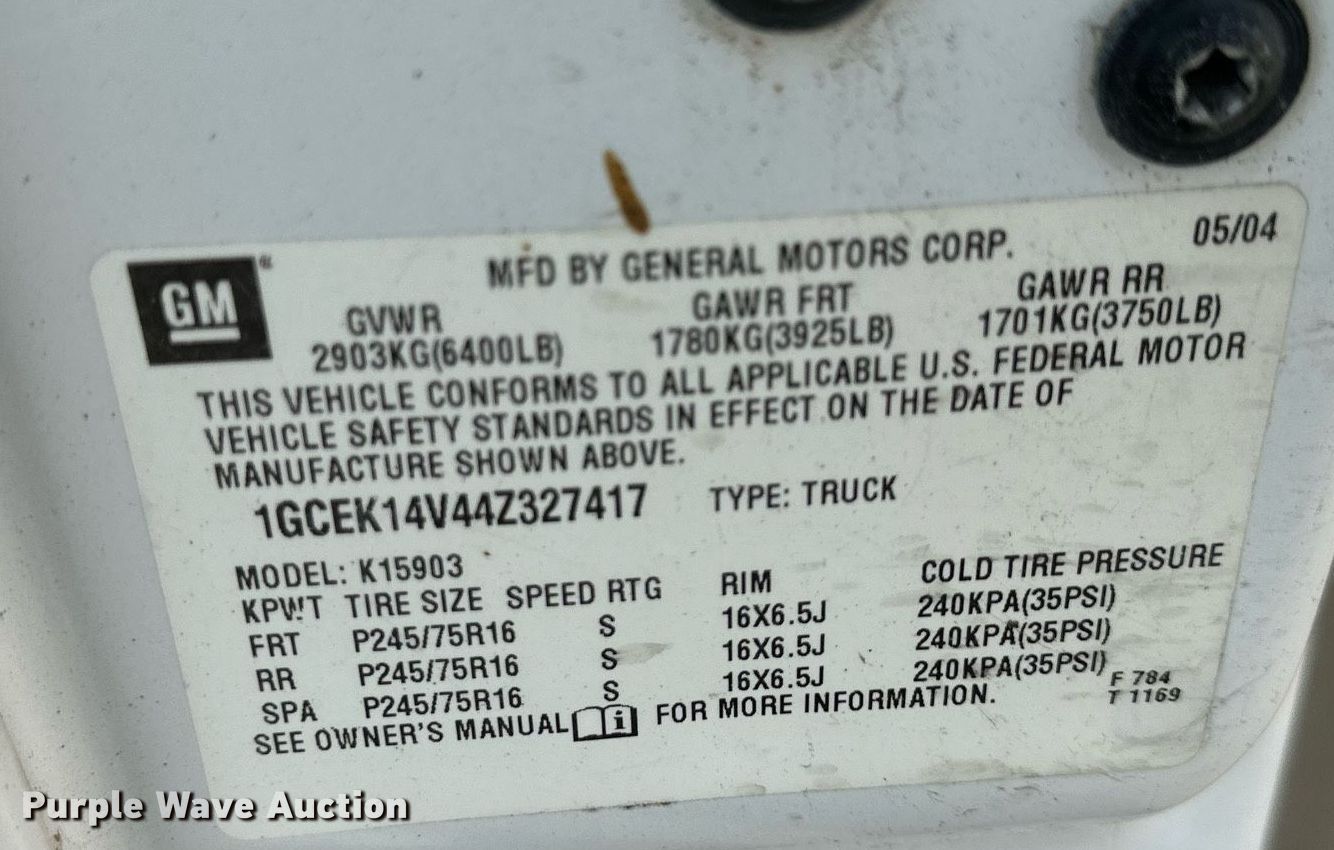 05/04
GM
MFD BY GENERAL MOTORS CORP.
GVWR GAWR FRT GAWR RR
2903KG(6400LB) 1780KG(3925LB) 1701KG(3750LB)
THIS VEHICLE CONFORMS TO ALL APPLICABLE U.S. FEDERAL MOTOR
VEHICLE SAFETY STANDARDS IN EFFECT ON THE DATE OF
MANUFACTURE SHOWN ABOVE.
1GCEK14V44Z327417 TYPE: TRUCK
MODEL: K15903
KPW!T TIRE SIZE SPEED RTG RIM COLD TIRE PRESSURE
FRT P245/75R16 S 16X6.5J 240KPA(35PSI)
RR P245/75R16 S 16X6.5J 240KPA(35PSI)
SPA P245/75R16 S 16X6.5J 240KPA(35PSI)
SEE OWNER'S MANUAL i FOR MORE INFORMATION.
F 784
T 1169
Purple Wave Auction